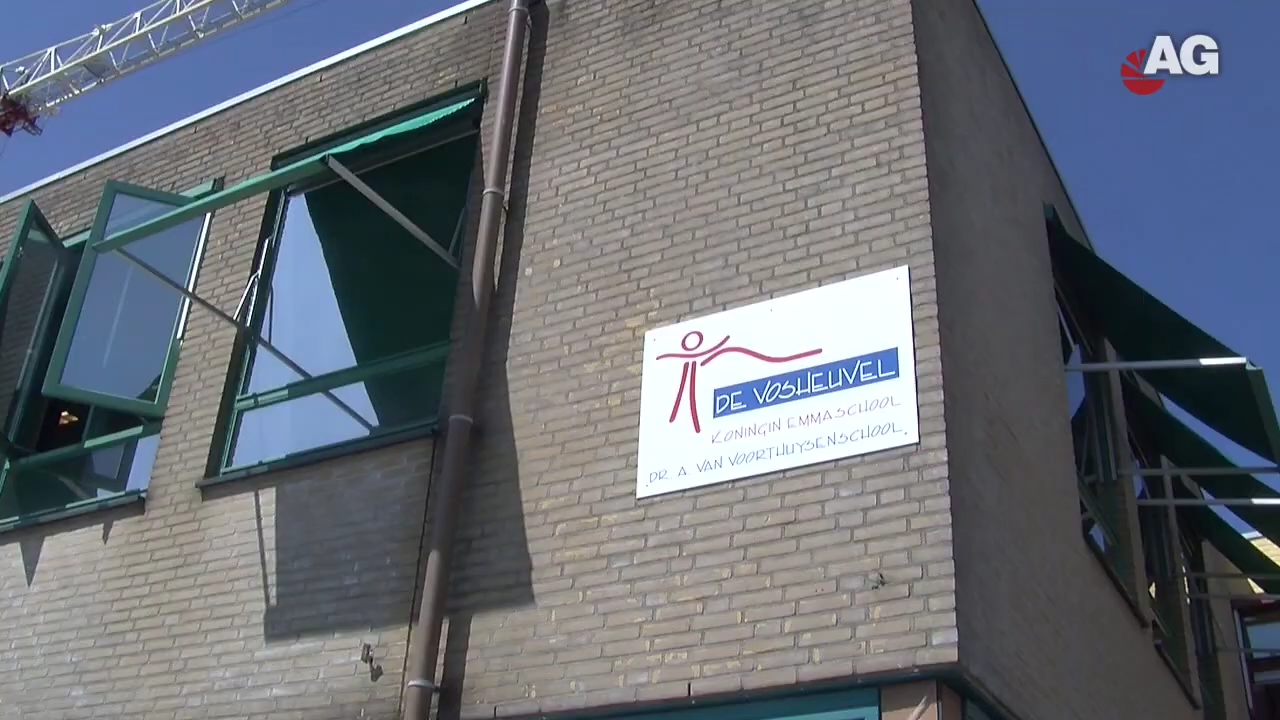 AG
DE VOSHEUVEL
KONINGIN EMMASCHOOL
DR. A. VAN VOORTHUYSENSCHOOL.